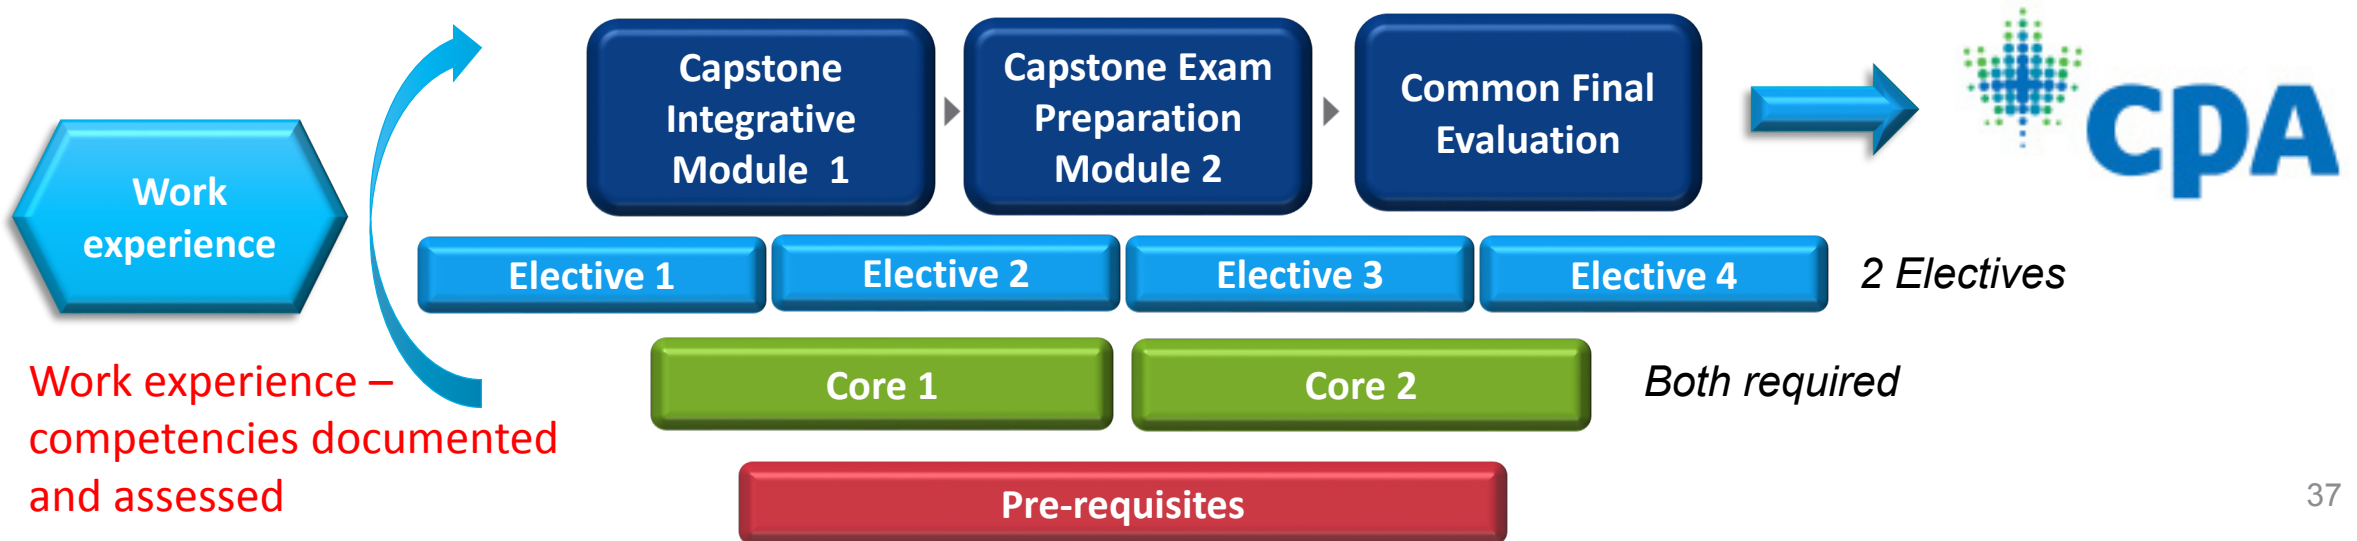 Capstone
Integrative
Module 1
Capstone Exam
Preparation
Module 2
Common Final
Evaluation
CPA
Work
experience
Elective 1
Elective 2
Elective 3
Elective 4
2 Electives
Work experience –
competencies documented
and assessed
Core 1
Core 2
Both required
Pre-requisites
37